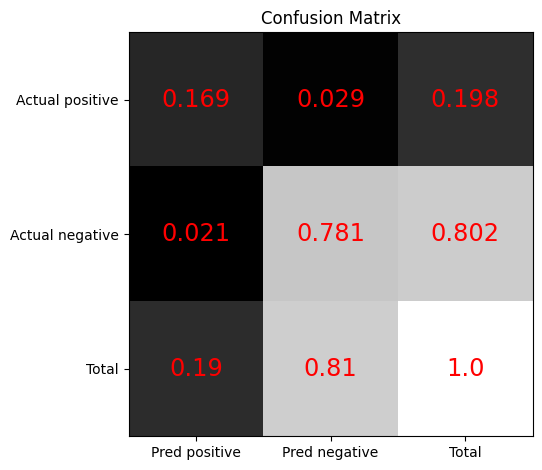 Confusion Matrix
Actual positive 0.169 0.029 0.198
Actual negative 0.021 0.781 0.802
Total 0.19 0.81 1.0
Pred positive Pred negative Total